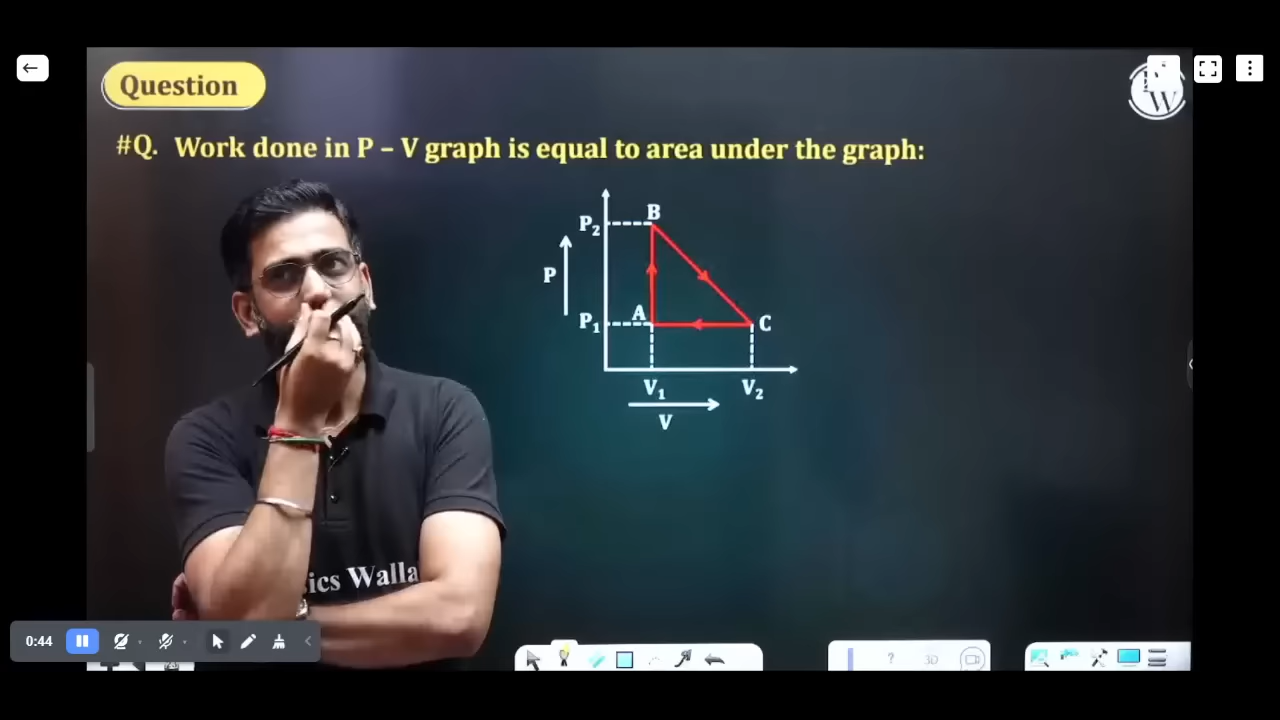 Question
#Q. Work done in P – V graph is equal to area under the graph:
B
P₂
P
A
P₁
C
V₁
V₂
V
ics Walla
W
0:44
?
3D